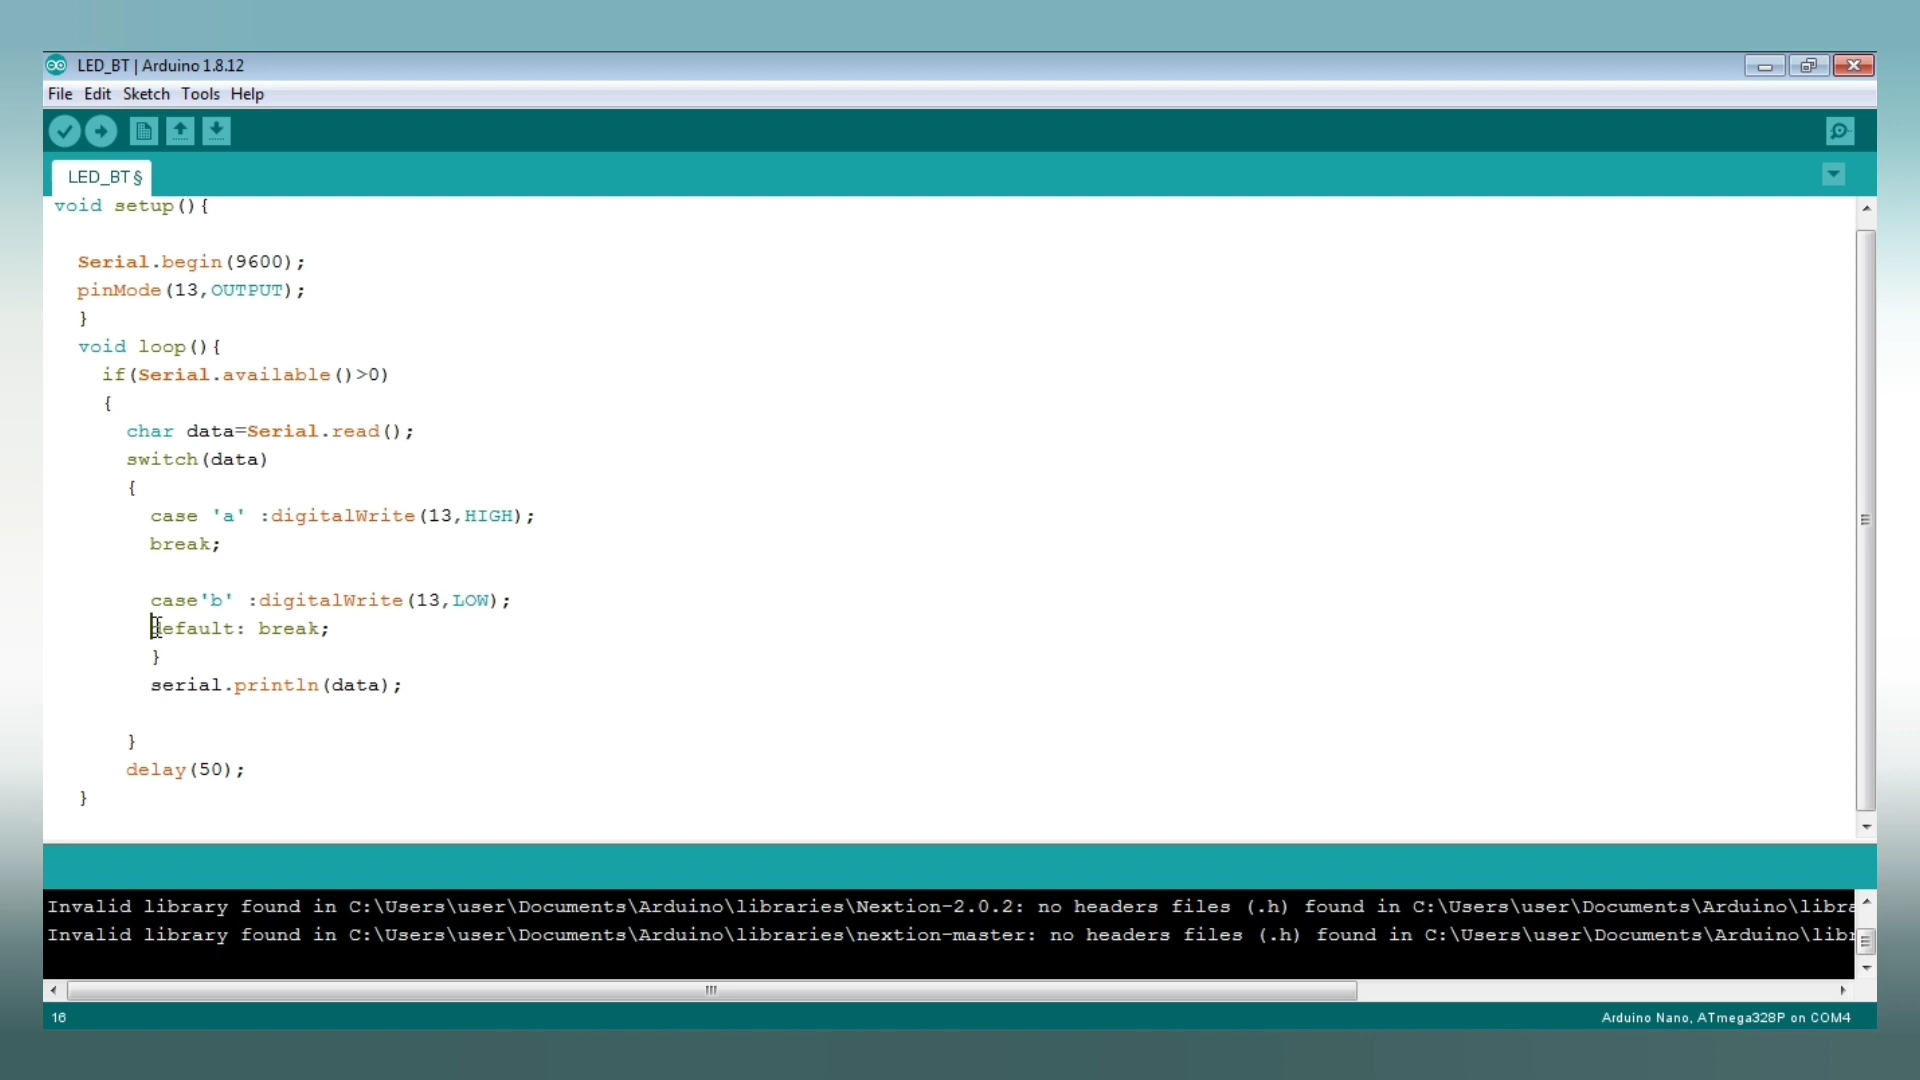 LED_BT | Arduino 1.8.12
File Edit Sketch Tools Help
LED_BT§
void setup(){
Serial.begin(9600);
pinMode(13,OUTPUT);
}
void loop(){
if(Serial.available()>0)
{
char data=Serial.read();
switch(data)
{
case 'a' :digitalWrite(13,HIGH);
break;
case'b' :digitalWrite(13,LOW);
default: break;
}
serial.println(data);
}
delay(50);
}
Invalid library found in C:\Users\user\Documents\Arduino\libraries\Nextion-2.0.2: no headers files (.h) found in C:\Users\user\Documents\Arduino\libra
Invalid library found in C:\Users\user\Documents\Arduino\libraries\nextion-master: no headers files (.h) found in C:\Users\user\Documents\Arduino\libr
16
Arduino Nano, ATmega328P on COM4